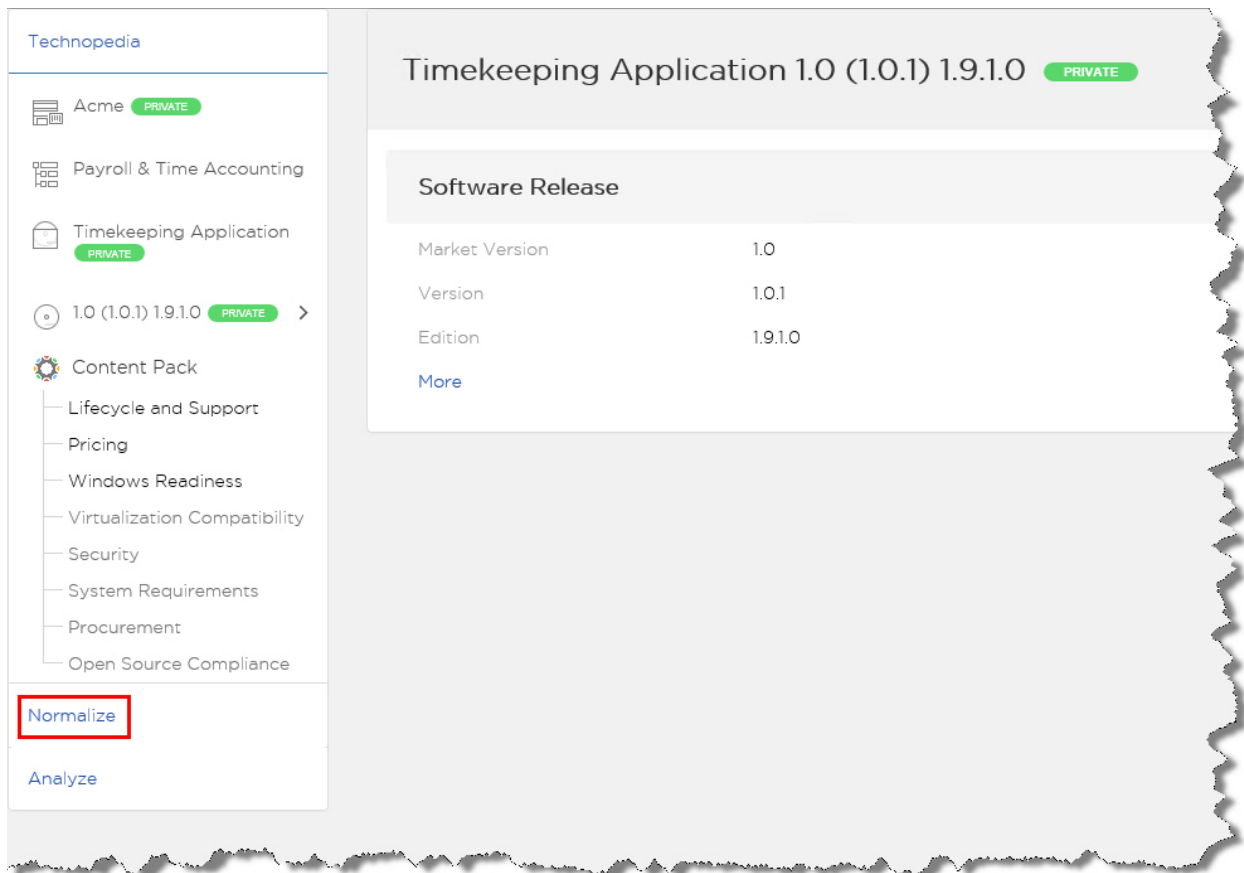 Technopedia
Acme PRIVATE
Payroll & Time Accounting
Timekeeping Application
PRIVATE
1.0 (1.0.1) 1.9.1.0 PRIVATE
Content Pack
Lifecycle and Support
Pricing
Windows Readiness
Virtualization Compatibility
Security
System Requirements
Procurement
Open Source Compliance
Normalize
Analyze
Timekeeping Application 1.0 (1.0.1) 1.9.1.0 PRIVATE
Software Release
Market Version 1.0
Version 1.0.1
Edition 1.9.1.0
More